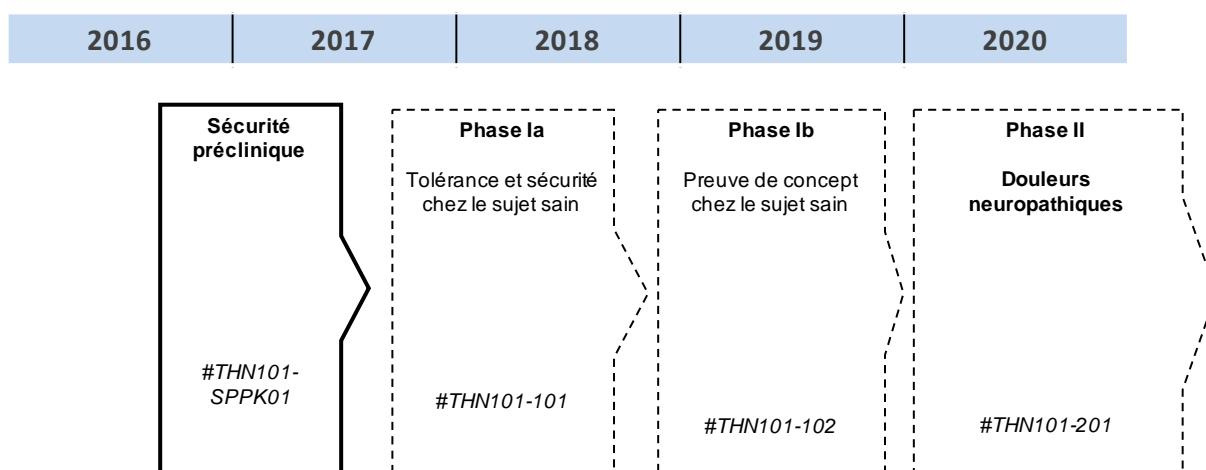 2016 2017 2018 2019 2020
Sécurité
préclinique
#THN101-
SPPK01
Phase Ia
Tolérance et sécurité
chez le sujet sain
#THN101-101
Phase Ib
Preuve de concept
chez le sujet sain
#THN101-102
Phase II
Douleurs
neuropathiques
#THN101-201